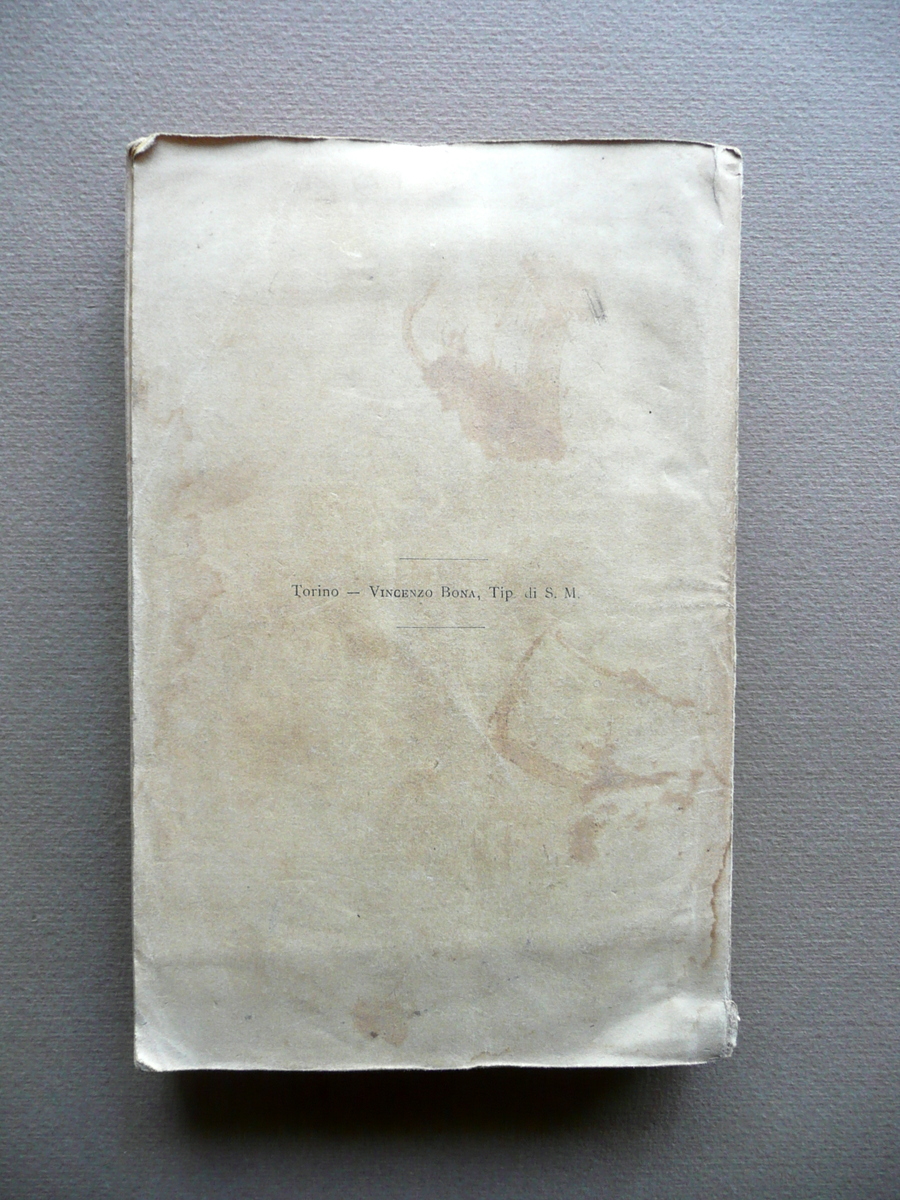 Torino — VINCENZO BONA, Tip. di S. M.